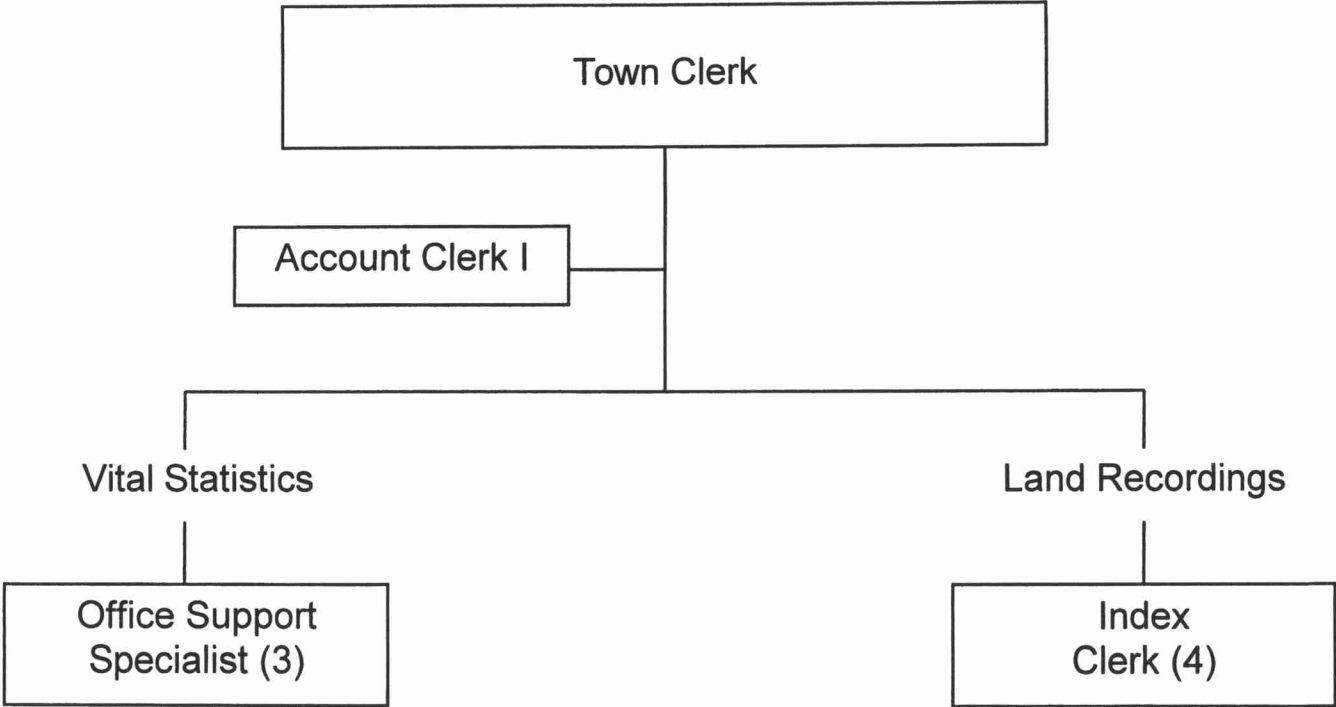 Town Clerk
Account Clerk I
Vital Statistics
Land Recordings
Office Support
Specialist (3)
Index
Clerk (4)